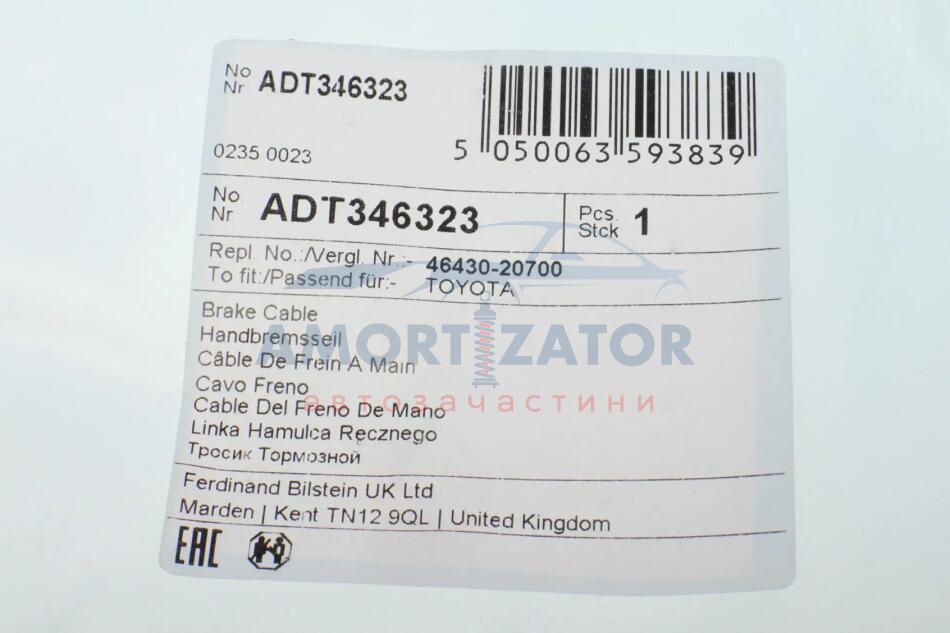 No
Nr ADT346323
5 050063 593839
0235 0023
No
Nr ADT346323
Pcs.
Stck 1
Repl. No.:/Vergl. Nr.:- 46430-20700
To fit:/Passend für:- TOYOTA
Brake Cable
Handbremsseil
Câble De Frein A Main
Cavo Freno
Cable Del Freno De Mano
Linka Hamulca Ręcznego
Тросик Тормозной
AMORTIZATOR
автозачастини
Ferdinand Bilstein UK Ltd
Marden | Kent TN12 9QL | United Kingdom
EAC